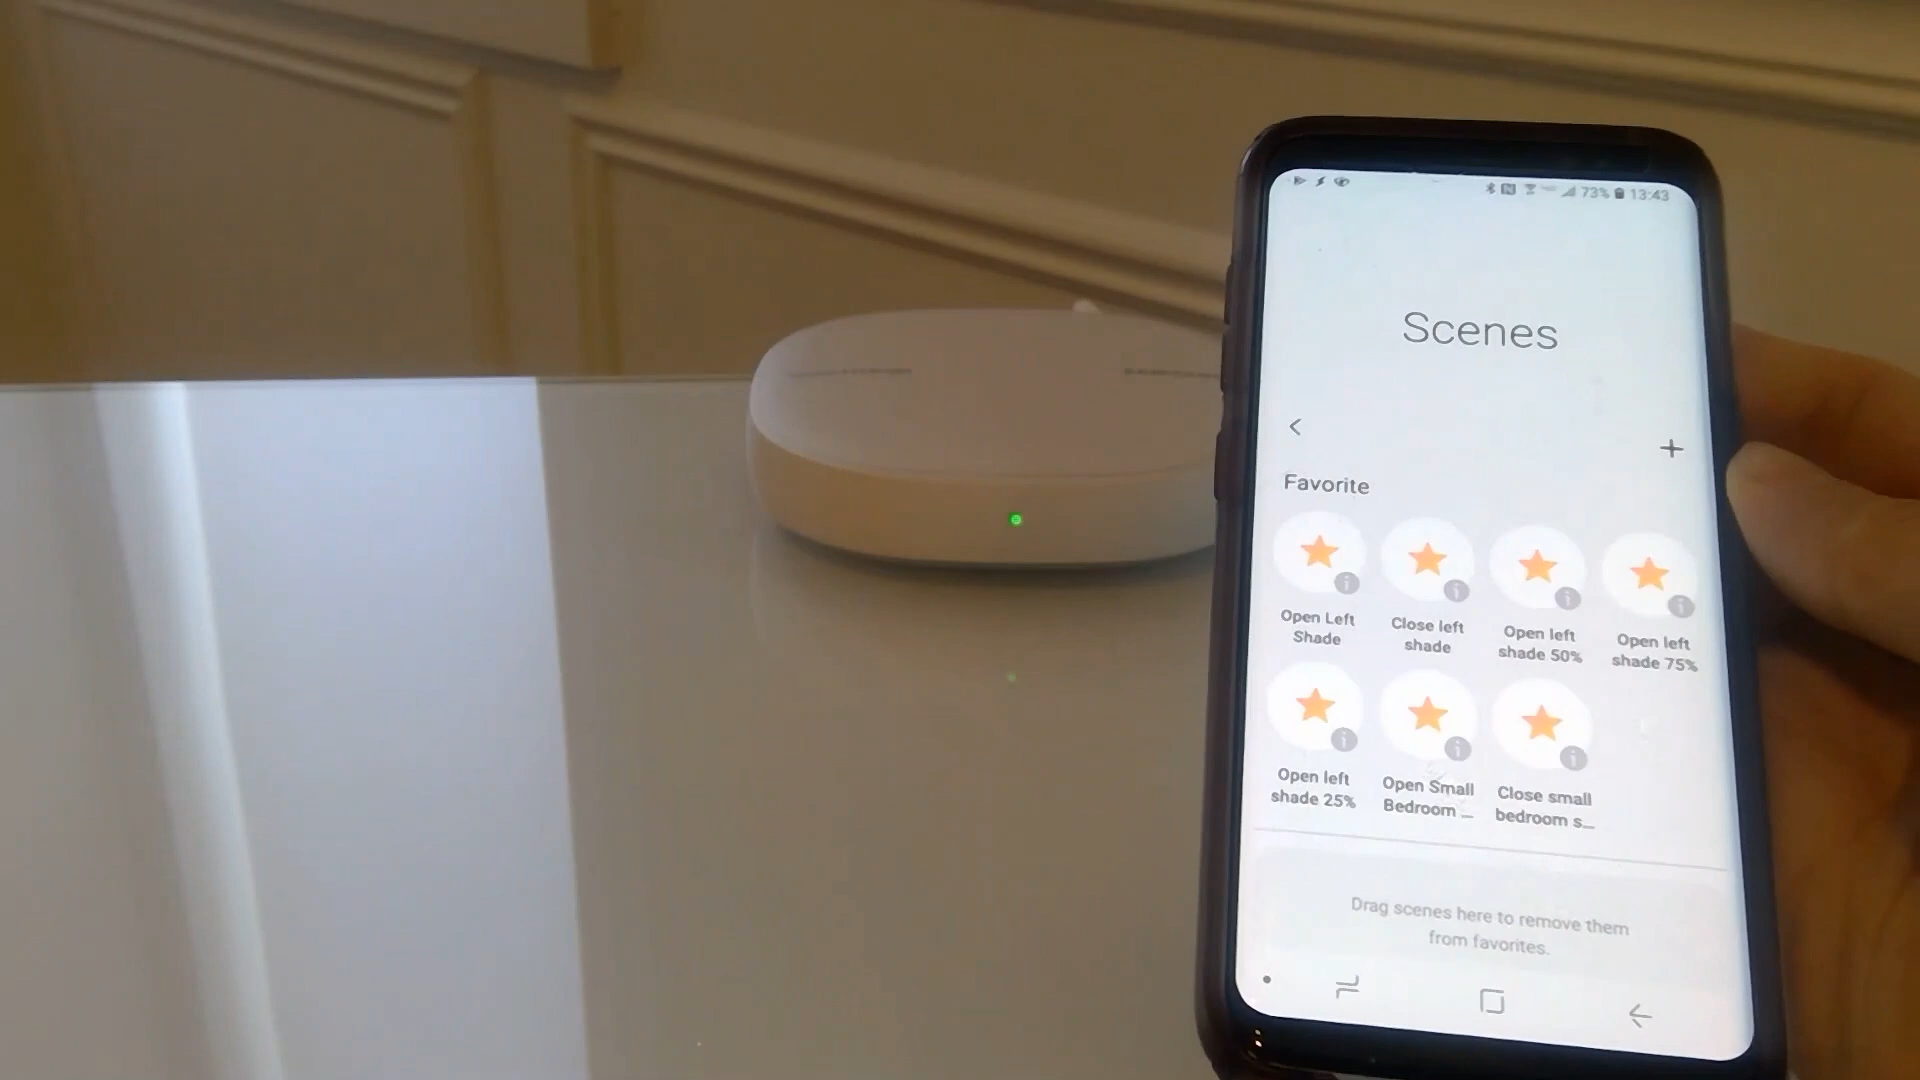 73% 13:43
Scenes
Favorite
Open Left
Shade
Close left
shade
Open left
shade 50%
Open left
shade 75%
Open left
shade 25%
Open Small
Bedroom ...
Close small
bedroom s...
Drag scenes here to remove them
from favorites.